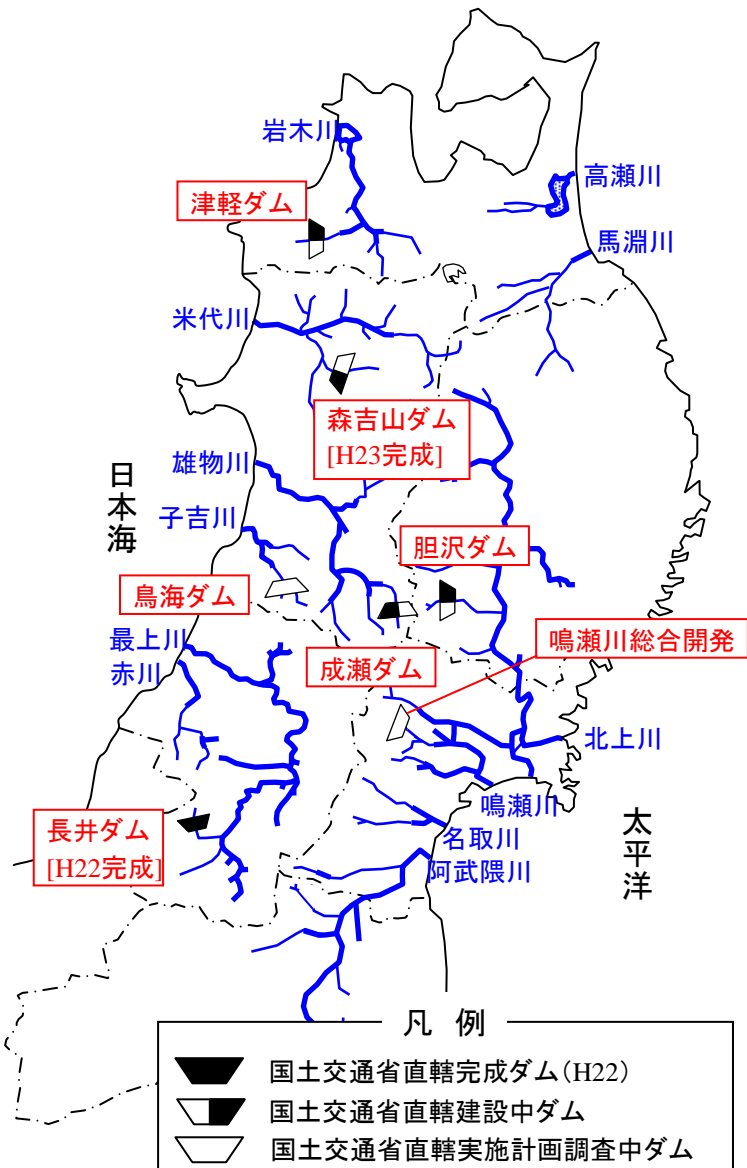 岩木川
高瀬川
津軽ダム
馬淵川
米代川
森吉山ダム
[H23完成]
雄物川
日本海
子吉川
胆沢ダム
鳥海ダム
鳴瀬川総合開発
最上川
成瀬ダム
赤川
北上川
鳴瀬川
長井ダム
[H22完成]
太平洋
名取川
阿武隈川
凡 例
国土交通省直轄完成ダム(H22)
国土交通省直轄建設中ダム
国土交通省直轄実施計画調査中ダム